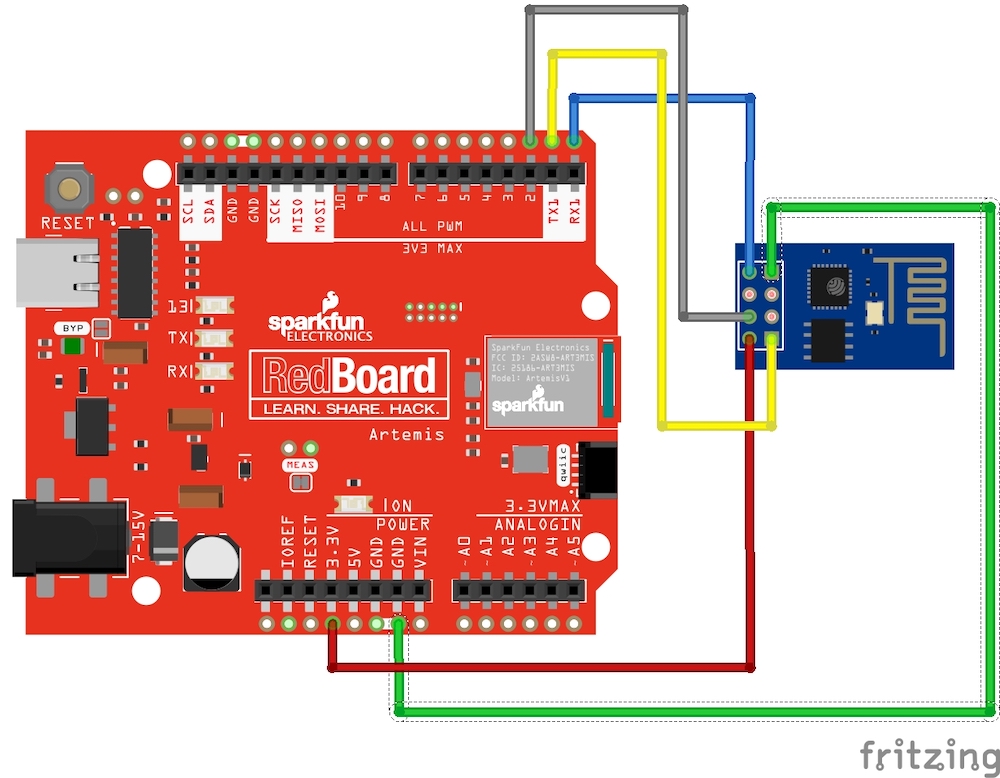 RESET
SCL
SDA
GND
GND
SCK
MISO
MOSI
10
9
8
7
6
5
4
3
2
TX1
RX1
ALL PWM
3V3 MAX
BYP
13
TX
RX
sparkfun
ELECTRONICS
RedBoard
LEARN. SHARE. HACK.
Artemis
SparkFun Electronics
FCC ID: 2ASW8-ART3MIS
IC: 25186-ART3MIS
Model: ArtemisV1
sparkfun
MEAS
qwiic
ON
POWER
3.3VMAX
ANALOGIN
7-15V
IOREF
RESET
3.3V
5V
GND
GND
VIN
~A0
~A1
~A2
~A3
~A4
~A5
fritzing